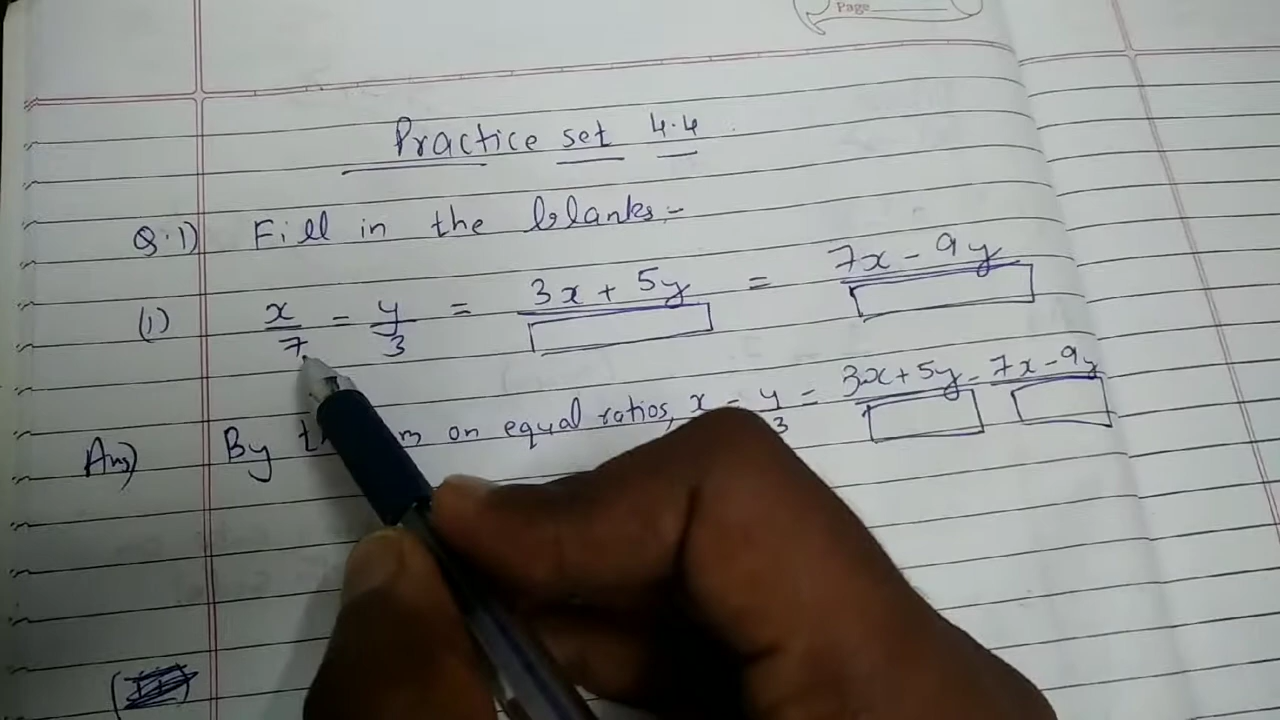 Page
Practice set 4.4
Q.1) Fill in the blanks:-
(1) x/7 = y/3 = 3x + 5y/▭ = 7x - 9y/▭
Ans) By on equal ratios, x = y/3 = 3x+5y/▭ = 7x-9y/▭